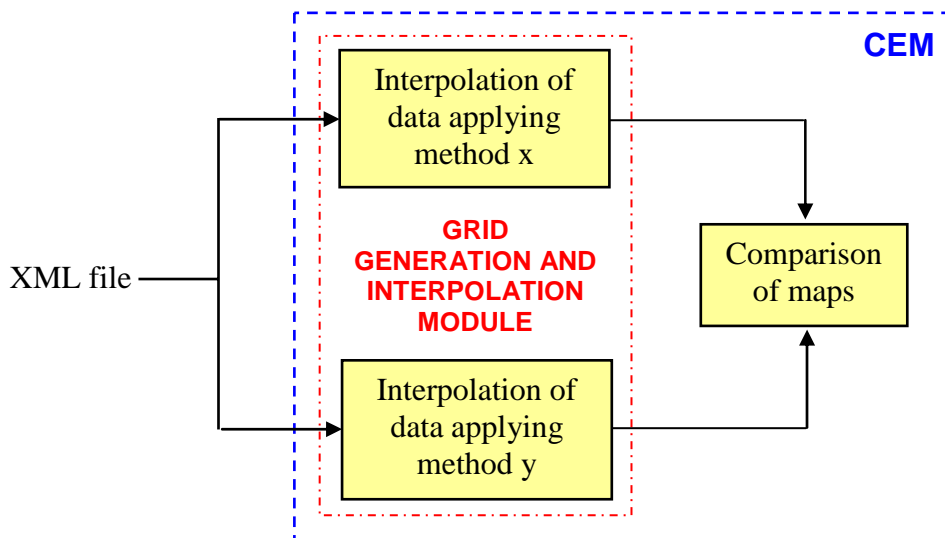 CEM
Interpolation of
data applying
method x
GRID
GENERATION AND
INTERPOLATION
MODULE
XML file
Comparison
of maps
Interpolation of
data applying
method y